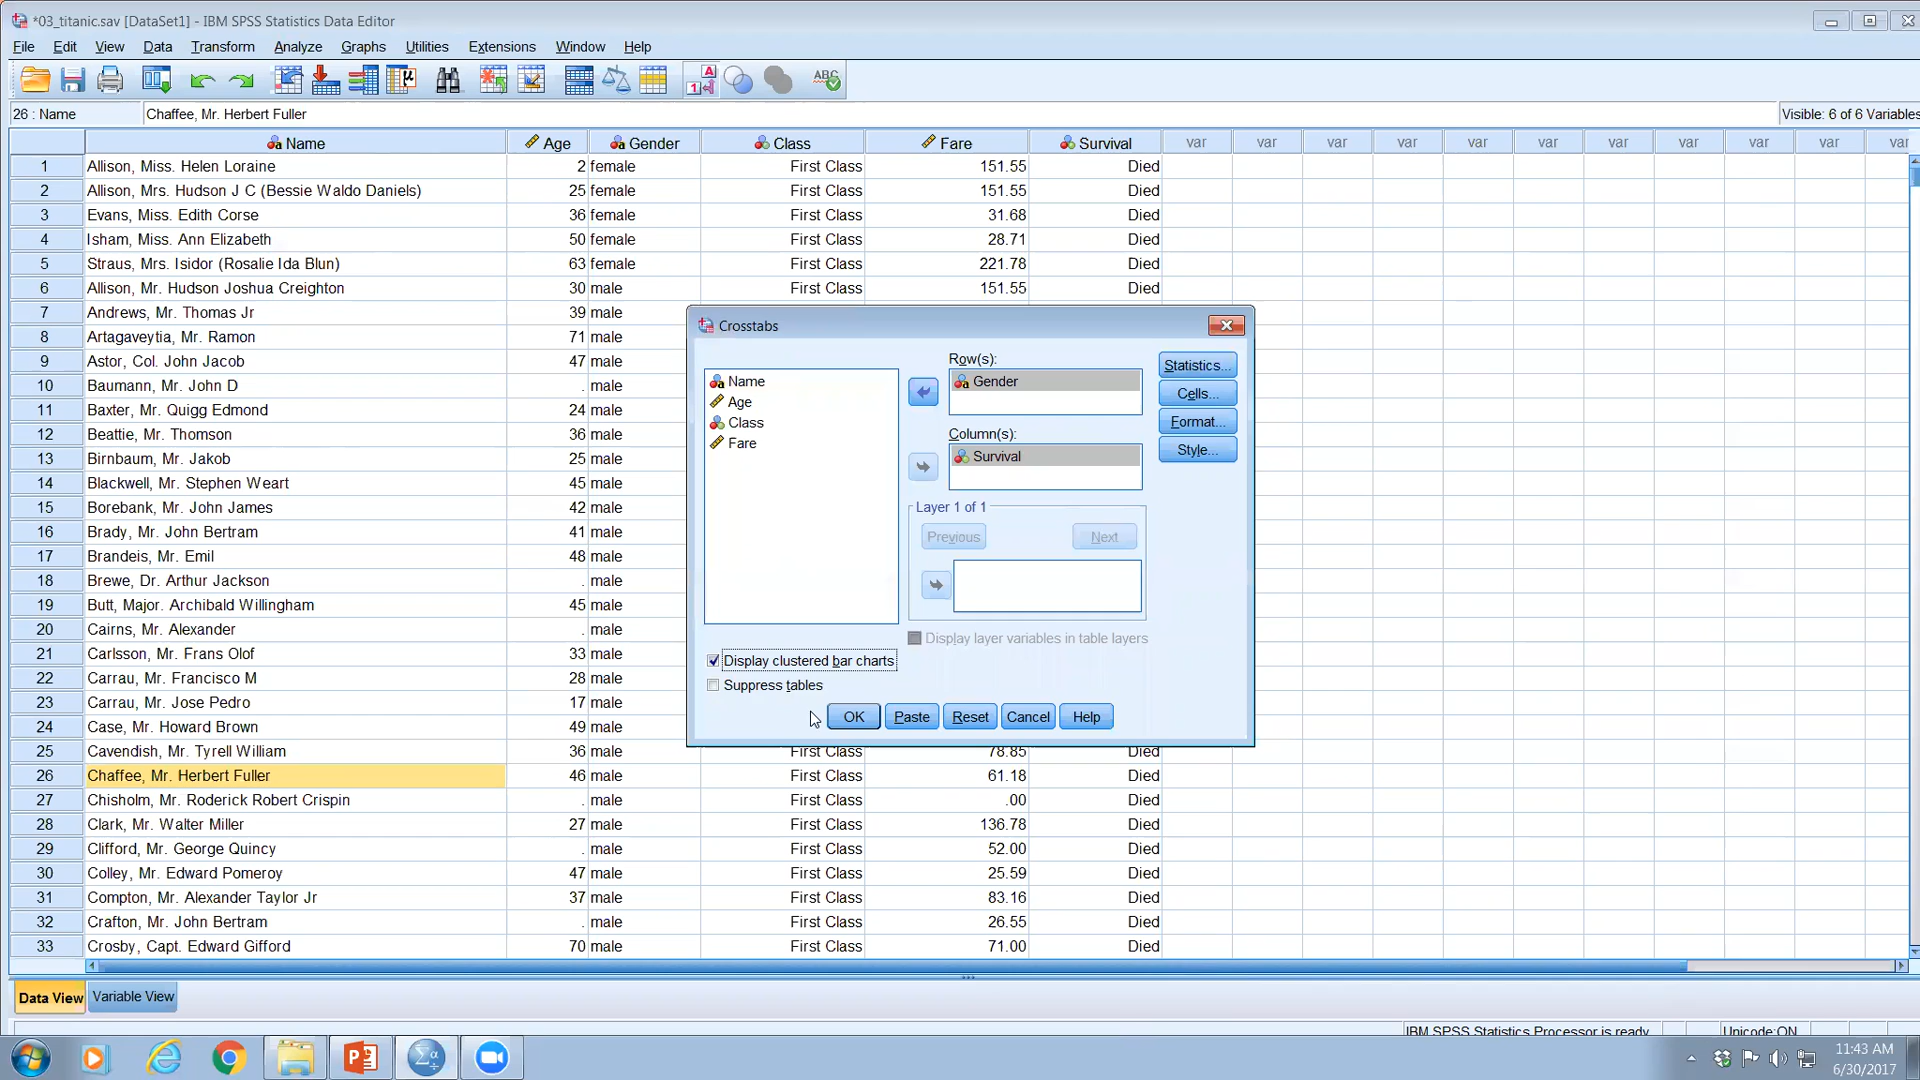 *03_titanic.sav [DataSet1] - IBM SPSS Statistics Data Editor
File Edit View Data Transform Analyze Graphs Utilities Extensions Window Help
26 : Name Chaffee, Mr. Herbert Fuller Visible: 6 of 6 Variables
Name Age Gender Class Fare Survival var var var var var var var var var var var
1 Allison, Miss. Helen Loraine 2 female First Class 151.55 Died
2 Allison, Mrs. Hudson J C (Bessie Waldo Daniels) 25 female First Class 151.55 Died
3 Evans, Miss. Edith Corse 36 female First Class 31.68 Died
4 Isham, Miss. Ann Elizabeth 50 female First Class 28.71 Died
5 Straus, Mrs. Isidor (Rosalie Ida Blun) 63 female First Class 221.78 Died
6 Allison, Mr. Hudson Joshua Creighton 30 male First Class 151.55 Died
7 Andrews, Mr. Thomas Jr 39 male
8 Artagaveytia, Mr. Ramon 71 male
9 Astor, Col. John Jacob 47 male
10 Baumann, Mr. John D . male
11 Baxter, Mr. Quigg Edmond 24 male
12 Beattie, Mr. Thomson 36 male
13 Birnbaum, Mr. Jakob 25 male
14 Blackwell, Mr. Stephen Weart 45 male
15 Borebank, Mr. John James 42 male
16 Brady, Mr. John Bertram 41 male
17 Brandeis, Mr. Emil 48 male
18 Brewe, Dr. Arthur Jackson . male
19 Butt, Major. Archibald Willingham 45 male
20 Cairns, Mr. Alexander . male
21 Carlsson, Mr. Frans Olof 33 male
22 Carrau, Mr. Francisco M 28 male
23 Carrau, Mr. Jose Pedro 17 male
24 Case, Mr. Howard Brown 49 male
25 Cavendish, Mr. Tyrell William 36 male First Class 78.85 Died
26 Chaffee, Mr. Herbert Fuller 46 male First Class 61.18 Died
27 Chisholm, Mr. Roderick Robert Crispin . male First Class .00 Died
28 Clark, Mr. Walter Miller 27 male First Class 136.78 Died
29 Clifford, Mr. George Quincy . male First Class 52.00 Died
30 Colley, Mr. Edward Pomeroy 47 male First Class 25.59 Died
31 Compton, Mr. Alexander Taylor Jr 37 male First Class 83.16 Died
32 Crafton, Mr. John Bertram . male First Class 26.55 Died
33 Crosby, Capt. Edward Gifford 70 male First Class 71.00 Died
Crosstabs
Name
Age
Class
Fare
Row(s):
Gender
Column(s):
Survival
Layer 1 of 1
Previous Next
Display layer variables in table layers
Statistics...
Cells...
Format...
Style...
Display clustered bar charts
Suppress tables
OK Paste Reset Cancel Help
Data View Variable View
IBM SPSS Statistics Processor is ready Unicode:ON
11:43 AM
6/30/2017